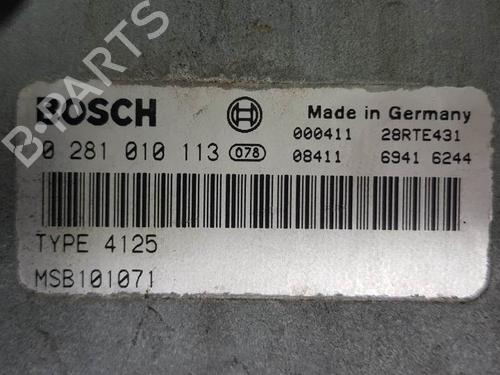 B-PARTS
BOSCH
Made in Germany
000411 28RTE431
0 281 010 113 078
08411 6941 6244
TYPE 4125
MSB101071